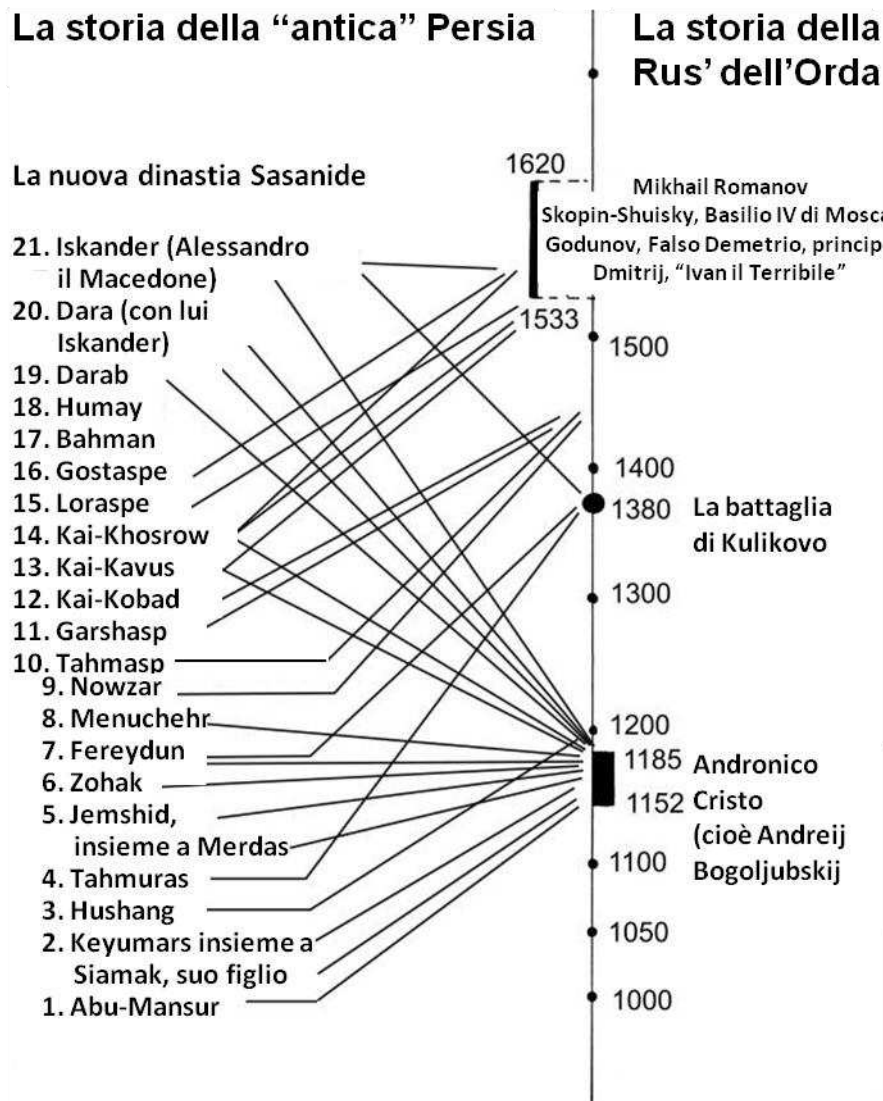 La storia della “antica” Persia
La storia della
Rus’ dell’Orda
La nuova dinastia Sasanide
21. Iskander (Alessandro
il Macedone)
20. Dara (con lui
Iskander)
19. Darab
18. Humay
17. Bahman
16. Gostaspe
15. Loraspe
14. Kai-Khosrow
13. Kai-Kavus
12. Kai-Kobad
11. Garshasp
10. Tahmasp
9. Nowzar
8. Menuchehr
7. Fereydun
6. Zohak
5. Jemshid,
insieme a Merdas
4. Tahmuras
3. Hushang
2. Keyumars insieme a
Siamak, suo figlio
1. Abu-Mansur
1620
Mikhail Romanov
Skopin-Shuisky, Basilio IV di Mosca
Godunov, Falso Demetrio, princip
Dmitrij, “Ivan il Terribile”
1533
1500
1400
1380 La battaglia
di Kulikovo
1300
1200
1185 Andronico
1152 Cristo
(cioè Andreij
1100 Bogoljubskij
1050
1000